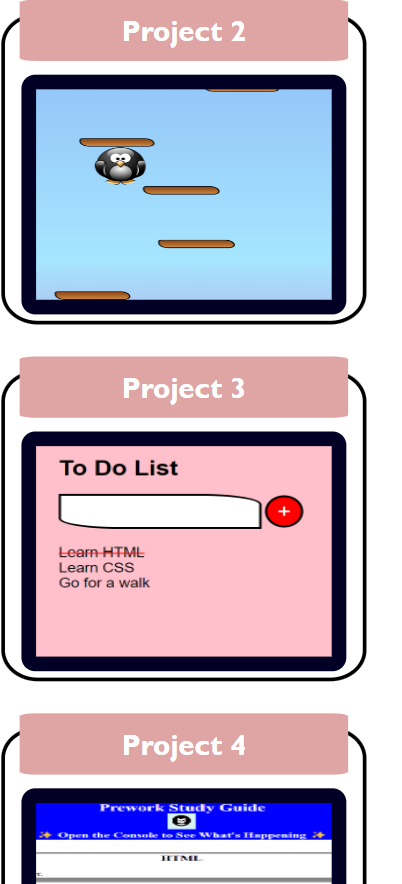 Project 2
Project 3
To Do List
+
Learn HTML
Learn CSS
Go for a walk
Project 4
Prework Study Guide
✨ Open the Console to See What's Happening ✨
HTML